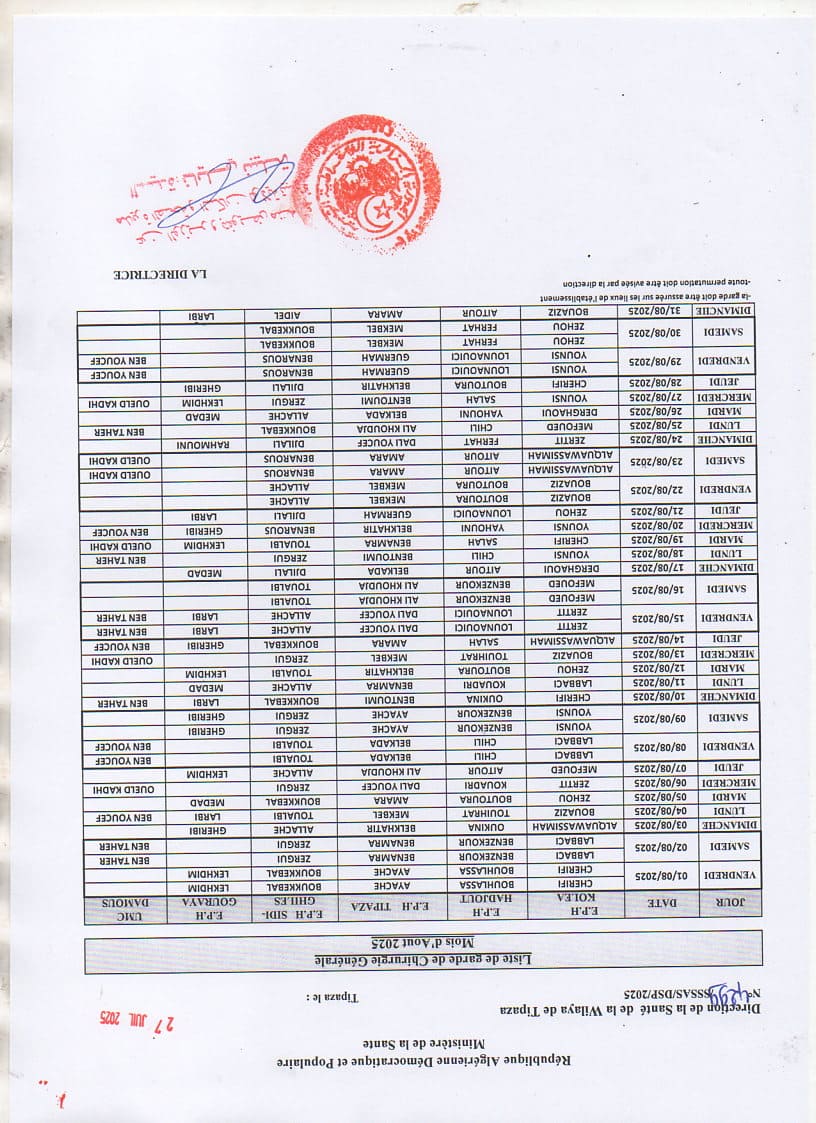 République Algérienne Démocratique et Populaire
Ministère de la Sante
27 JUIL 2025
Direction de la Santé de la Wilaya de Tipaza
N° 4299/SSAS/DSP/2025
Tipaza le :
Liste de garde de Chirurgie Générale
Mois d'Aout 2025
JOUR DATE E.P.H KOLEA E.P.H HADJOUT E.P.H TIPAZA E.P.H SIDI-GHILES E.P.H GOURAYA UMC DAMOUS
VENDREDI 01/08/2025 CHERIFI BOUHLASSA AYACHE BOUKKEBAL LEKHDIM
CHERIFI BOUHLASSA AYACHE BOUKKEBAL LEKHDIM
SAMEDI 02/08/2025 LABBACI BENZEKOUR BENAMRA ZERGUI BEN TAHER
LABBACI BENZEKOUR BENAMRA ZERGUI BEN TAHER
DIMANCHE 03/08/2025 ALQUAWASSIMAH OUKINA BELKHATIR ALLACHE GHERIBI
LUNDI 04/08/2025 BOUAZIZ TOUIHRAT MEKBEL TOUALBI LARBI BEN YOUCEF
MARDI 05/08/2025 ZEHOU BOUTOURA AMARA BOUKKEBAL MEDAD
MERCREDI 06/08/2025 ZERTIT KOUADRI DALI YOUCEF ZERGUI OUELD KADHI
JEUDI 07/08/2025 MEFOUED AITOUR ALI KHOUDJA ALLACHE LEKHDIM
VENDREDI 08/08/2025 LABBACI CHILI BELKADA TOUALBI BEN YOUCEF
LABBACI CHILI BELKADA TOUALBI BEN YOUCEF
SAMEDI 09/08/2025 YOUNSI BENZEKOUR AYACHE ZERGUI GHERIBI
YOUNSI BENZEKOUR AYACHE ZERGUI GHERIBI
DIMANCHE 10/08/2025 CHERIFI OUKINA BENTOUMI BOUKKEBAL LARBI BEN TAHER
LUNDI 11/08/2025 LABBACI KOUADRI BENAMRA ALLACHE MEDAD
MARDI 12/08/2025 ZEHOU BOUTOURA BELKHATIR TOUALBI LEKHDIM
MERCREDI 13/08/2025 BOUAZIZ TOUIHRAT MEKBEL ZERGUI OUELD KADHI
JEUDI 14/08/2025 ALQUAWASSIMAH SALAH AMARA BOUKKEBAL GHERIBI BEN YOUCEF
VENDREDI 15/08/2025 ZERTIT LOUNAOUICI DALI YOUCEF ALLACHE LARBI BEN TAHER
ZERTIT LOUNAOUICI DALI YOUCEF ALLACHE LARBI BEN TAHER
SAMEDI 16/08/2025 MEFOUED BENZEKOUR ALI KHOUDJA TOUALBI
MEFOUED BENZEKOUR ALI KHOUDJA TOUALBI
DIMANCHE 17/08/2025 DERGHAOUI AITOUR BELKADA DJILALI MEDAD
LUNDI 18/08/2025 YOUNSI CHILI BENTOUMI ZERGUI BEN TAHER
MARDI 19/08/2025 CHERIFI SALAH BENAMRA TOUALBI LEKHDIM OUELD KADHI
MERCREDI 20/08/2025 YOUNSI YAHOUNI BELKHATIR BENAROUS GHERIBI BEN YOUCEF
JEUDI 21/08/2025 ZEHOU LOUNAOUICI GUERMAH DJILALI LARBI
VENDREDI 22/08/2025 BOUAZIZ BOUTOURA MEKBEL ALLACHE
BOUAZIZ BOUTOURA MEKBEL ALLACHE
SAMEDI 23/08/2025 ALQUAWASSIMAH AITOUR AMARA BENAROUS OUELD KADHI
ALQUAWASSIMAH AITOUR AMARA BENAROUS OUELD KADHI
DIMANCHE 24/08/2025 ZERTIT FERHAT DALI YOUCEF DJILALI RAHMOUNI
LUNDI 25/08/2025 MEFOUED CHILI ALI KHOUDJA BOUKKEBAL BEN TAHER
MARDI 26/08/2025 DERGHAOUI YAHOUNI BELKADA ALLACHE MEDAD
MERCREDI 27/08/2025 YOUNSI SALAH BENTOUMI ZERGUI LEKHDIM OUELD KADHI
JEUDI 28/08/2025 CHERIFI BOUTOURA BELKHATIR DJILALI GHERIBI
VENDREDI 29/08/2025 YOUNSI LOUNAOUICI GUERMAH BENAROUS BEN YOUCEF
YOUNSI LOUNAOUICI GUERMAH BENAROUS BEN YOUCEF
SAMEDI 30/08/2025 ZEHOU FERHAT MEKBEL BOUKKEBAL
ZEHOU FERHAT MEKBEL BOUKKEBAL
DIMANCHE 31/08/2025 BOUAZIZ AITOUR AMARA AIDEL LARBI
-la garde doit être assurée sur les lieux de l'établissement
-toute permutation doit être avisée par la direction
LA DIRECTRICE
عن الوزير و بتفويض منه
مديرة الصحة و السكان لولاية
السيدة: نايلي نبيلة